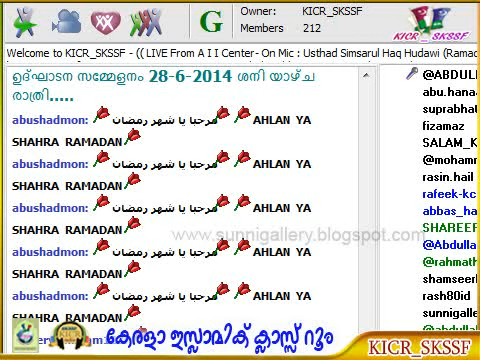 Owner: KICR_SKSSF
Members 212
G
KICR_SKSSF
Welcome to KICR_SKSSF - (( LIVE From A I I Center- On Mic : Usthad Simsarul Haq Hudawi (Ramac
ഉദ്ഘാടന സമ്മേളനം 28-6-2014 ശനി യാഴ്ച
രാത്രി.....
abushadmon: مرحبا يا شهر رمضان AHLAN YA
SHAHRA RAMADAN
abushadmon: مرحبا يا شهر رمضان AHLAN YA
SHAHRA RAMADAN
abushadmon: مرحبا يا شهر رمضان AHLAN YA
SHAHRA RAMADAN
abushadmon: مرحبا يا شهر رمضان AHLAN YA
SHAHRA RAMADAN
abushadmon: مرحبا يا شهر رمضان AHLAN YA
SHAHRA RAMADAN
@ABDULL
abu.hana
suprabhat
fizamaz
SALAM_K
@mohamm
rasin.hail
rafeek-kc
abbas_ha
SHAREEF
@Abdulla
@rahmath
shamseerl
rash80id
sunnigalle
www.sunnigallery.blogspot.com
കേരളാ ഇസ്ലാമിക് ക്ലാസ്സ് റൂം
KICR_SKSSF